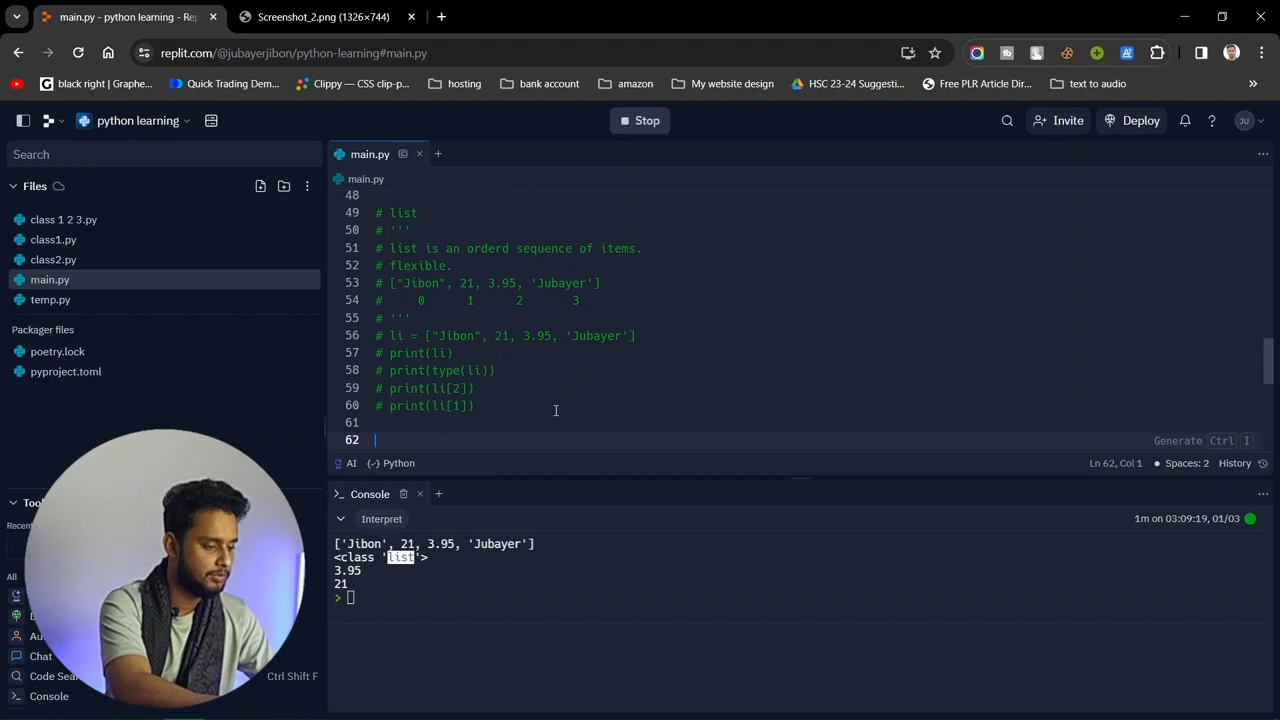 main.py - python learning - Rep
Screenshot_2.png (1326×744)
replit.com/@jubayerjibon/python-learning#main.py
black right | Graphe...
Quick Trading Dem...
Clippy — CSS clip-p...
hosting
bank account
amazon
My website design
HSC 23-24 Suggesti...
Free PLR Article Dir...
text to audio
python learning
Stop
Invite
Deploy
JU
Search
Files
class 1 2 3.py
class1.py
class2.py
main.py
temp.py
Packager files
poetry.lock
pyproject.toml
Tool
Recen
All
D
Au
Chat
Code Sear
Ctrl Shift F
Console
main.py
main.py
48
49 # list
50 # '''
51 # list is an orderd sequence of items.
52 # flexible.
53 # ["Jibon", 21, 3.95, 'Jubayer']
54 # 0 1 2 3
55 # '''
56 # li = ["Jibon", 21, 3.95, 'Jubayer']
57 # print(li)
58 # print(type(li))
59 # print(li[2])
60 # print(li[1])
61
62
Generate Ctrl I
AI {} Python
Ln 62, Col 1 • Spaces: 2 History
Console
Interpret
1m on 03:09:19, 01/03
['Jibon', 21, 3.95, 'Jubayer']
<class 'list'>
3.95
21
>